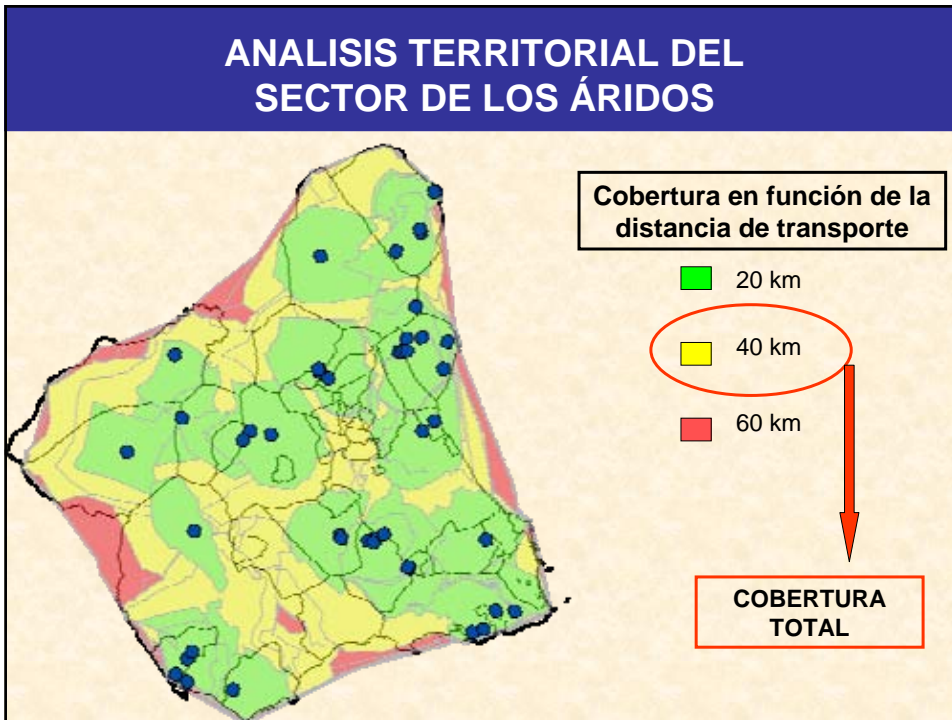 ANALISIS TERRITORIAL DEL
SECTOR DE LOS ÁRIDOS
Cobertura en función de la
distancia de transporte
20 km
40 km
60 km
COBERTURA
TOTAL